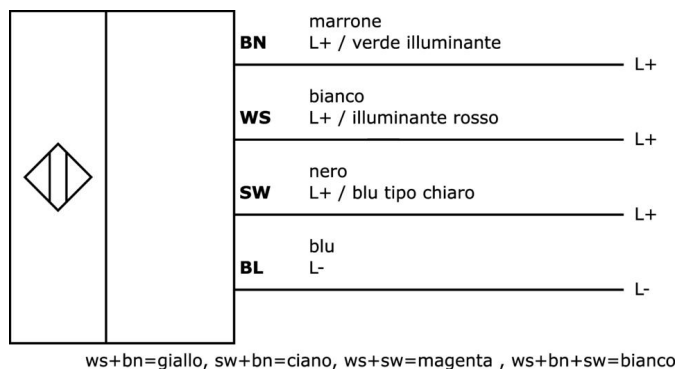 marrone
BN L+ / verde illuminante
L+
bianco
WS L+ / illuminante rosso
L+
nero
SW L+ / blu tipo chiaro
L+
blu
BL L-
L-
ws+bn=giallo, sw+bn=ciano, ws+sw=magenta , ws+bn+sw=bianco